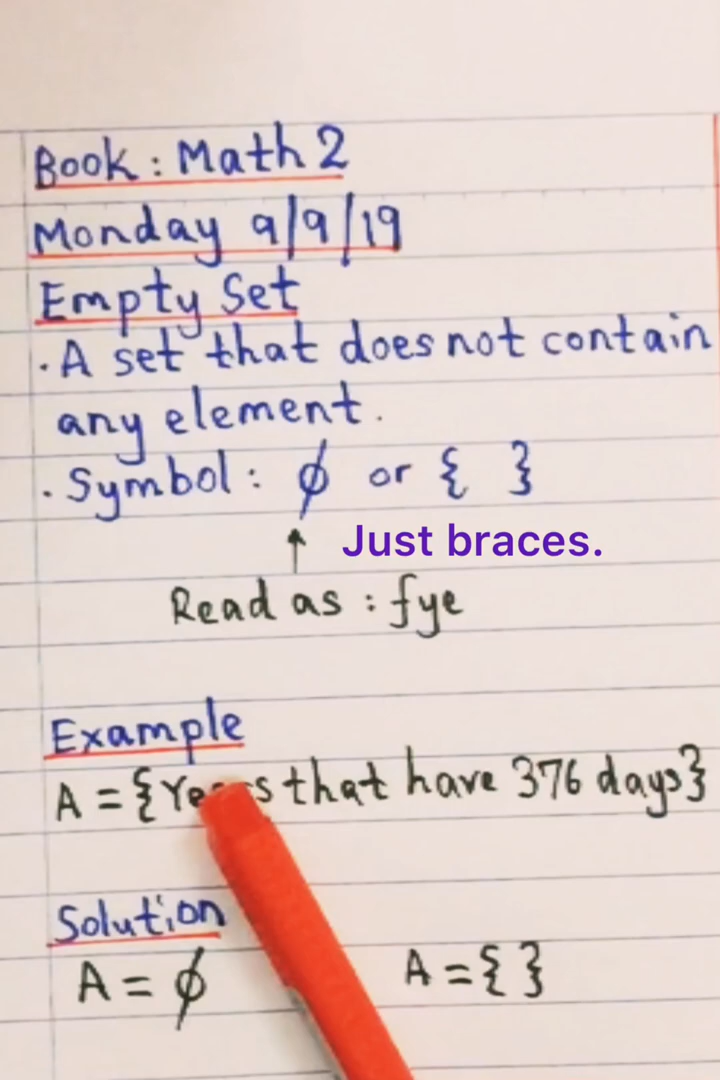 Book : Math 2
Monday 9/9/19
Empty Set
. A set that does not contain
any element.
. Symbol : ϕ or { }
Just braces.
Read as : fye
Example
A = {Years that have 376 days}
Solution
A = ϕ A = { }